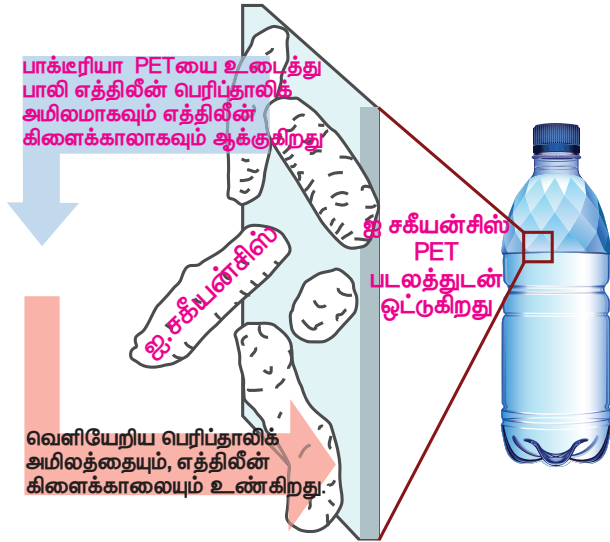 பாக்டீரியா PETயை உடைத்து
பாலி எத்திலீன் பெரிப்தாலிக்
அமிலமாகவும் எத்திலீன்
கிளைக்காலாகவும் ஆக்குகிறது
ஐ சகீயன்சிஸ்
PET
படலத்துடன்
ஒட்டுகிறது
ஐ.சகீயன்சிஸ்
வெளியேறிய பெரிப்தாலிக்
அமிலத்தையும், எத்திலீன்
கிளைக்காலையும் உண்கிறது.